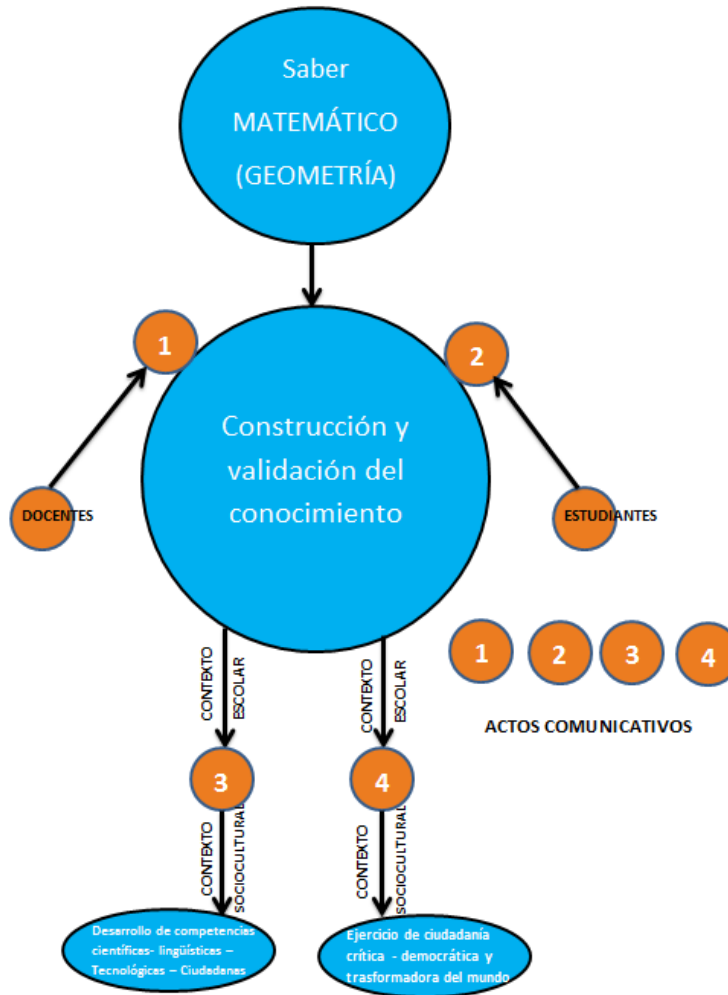 Saber
MATEMÁTICO
(GEOMETRÍA)
1
2
Construcción y
validación del
conocimiento
DOCENTES
ESTUDIANTES
1 2 3 4
ACTOS COMUNICATIVOS
CONTEXTO
ESCOLAR
CONTEXTO
ESCOLAR
3
4
CONTEXTO
SOCIOCULTURAL
CONTEXTO
SOCIOCULTURAL
Desarrollo de competencias
científicas- lingüísticas –
Tecnológicas – Ciudadanas
Ejercicio de ciudadanía
crítica - democrática y
trasformadora del mundo